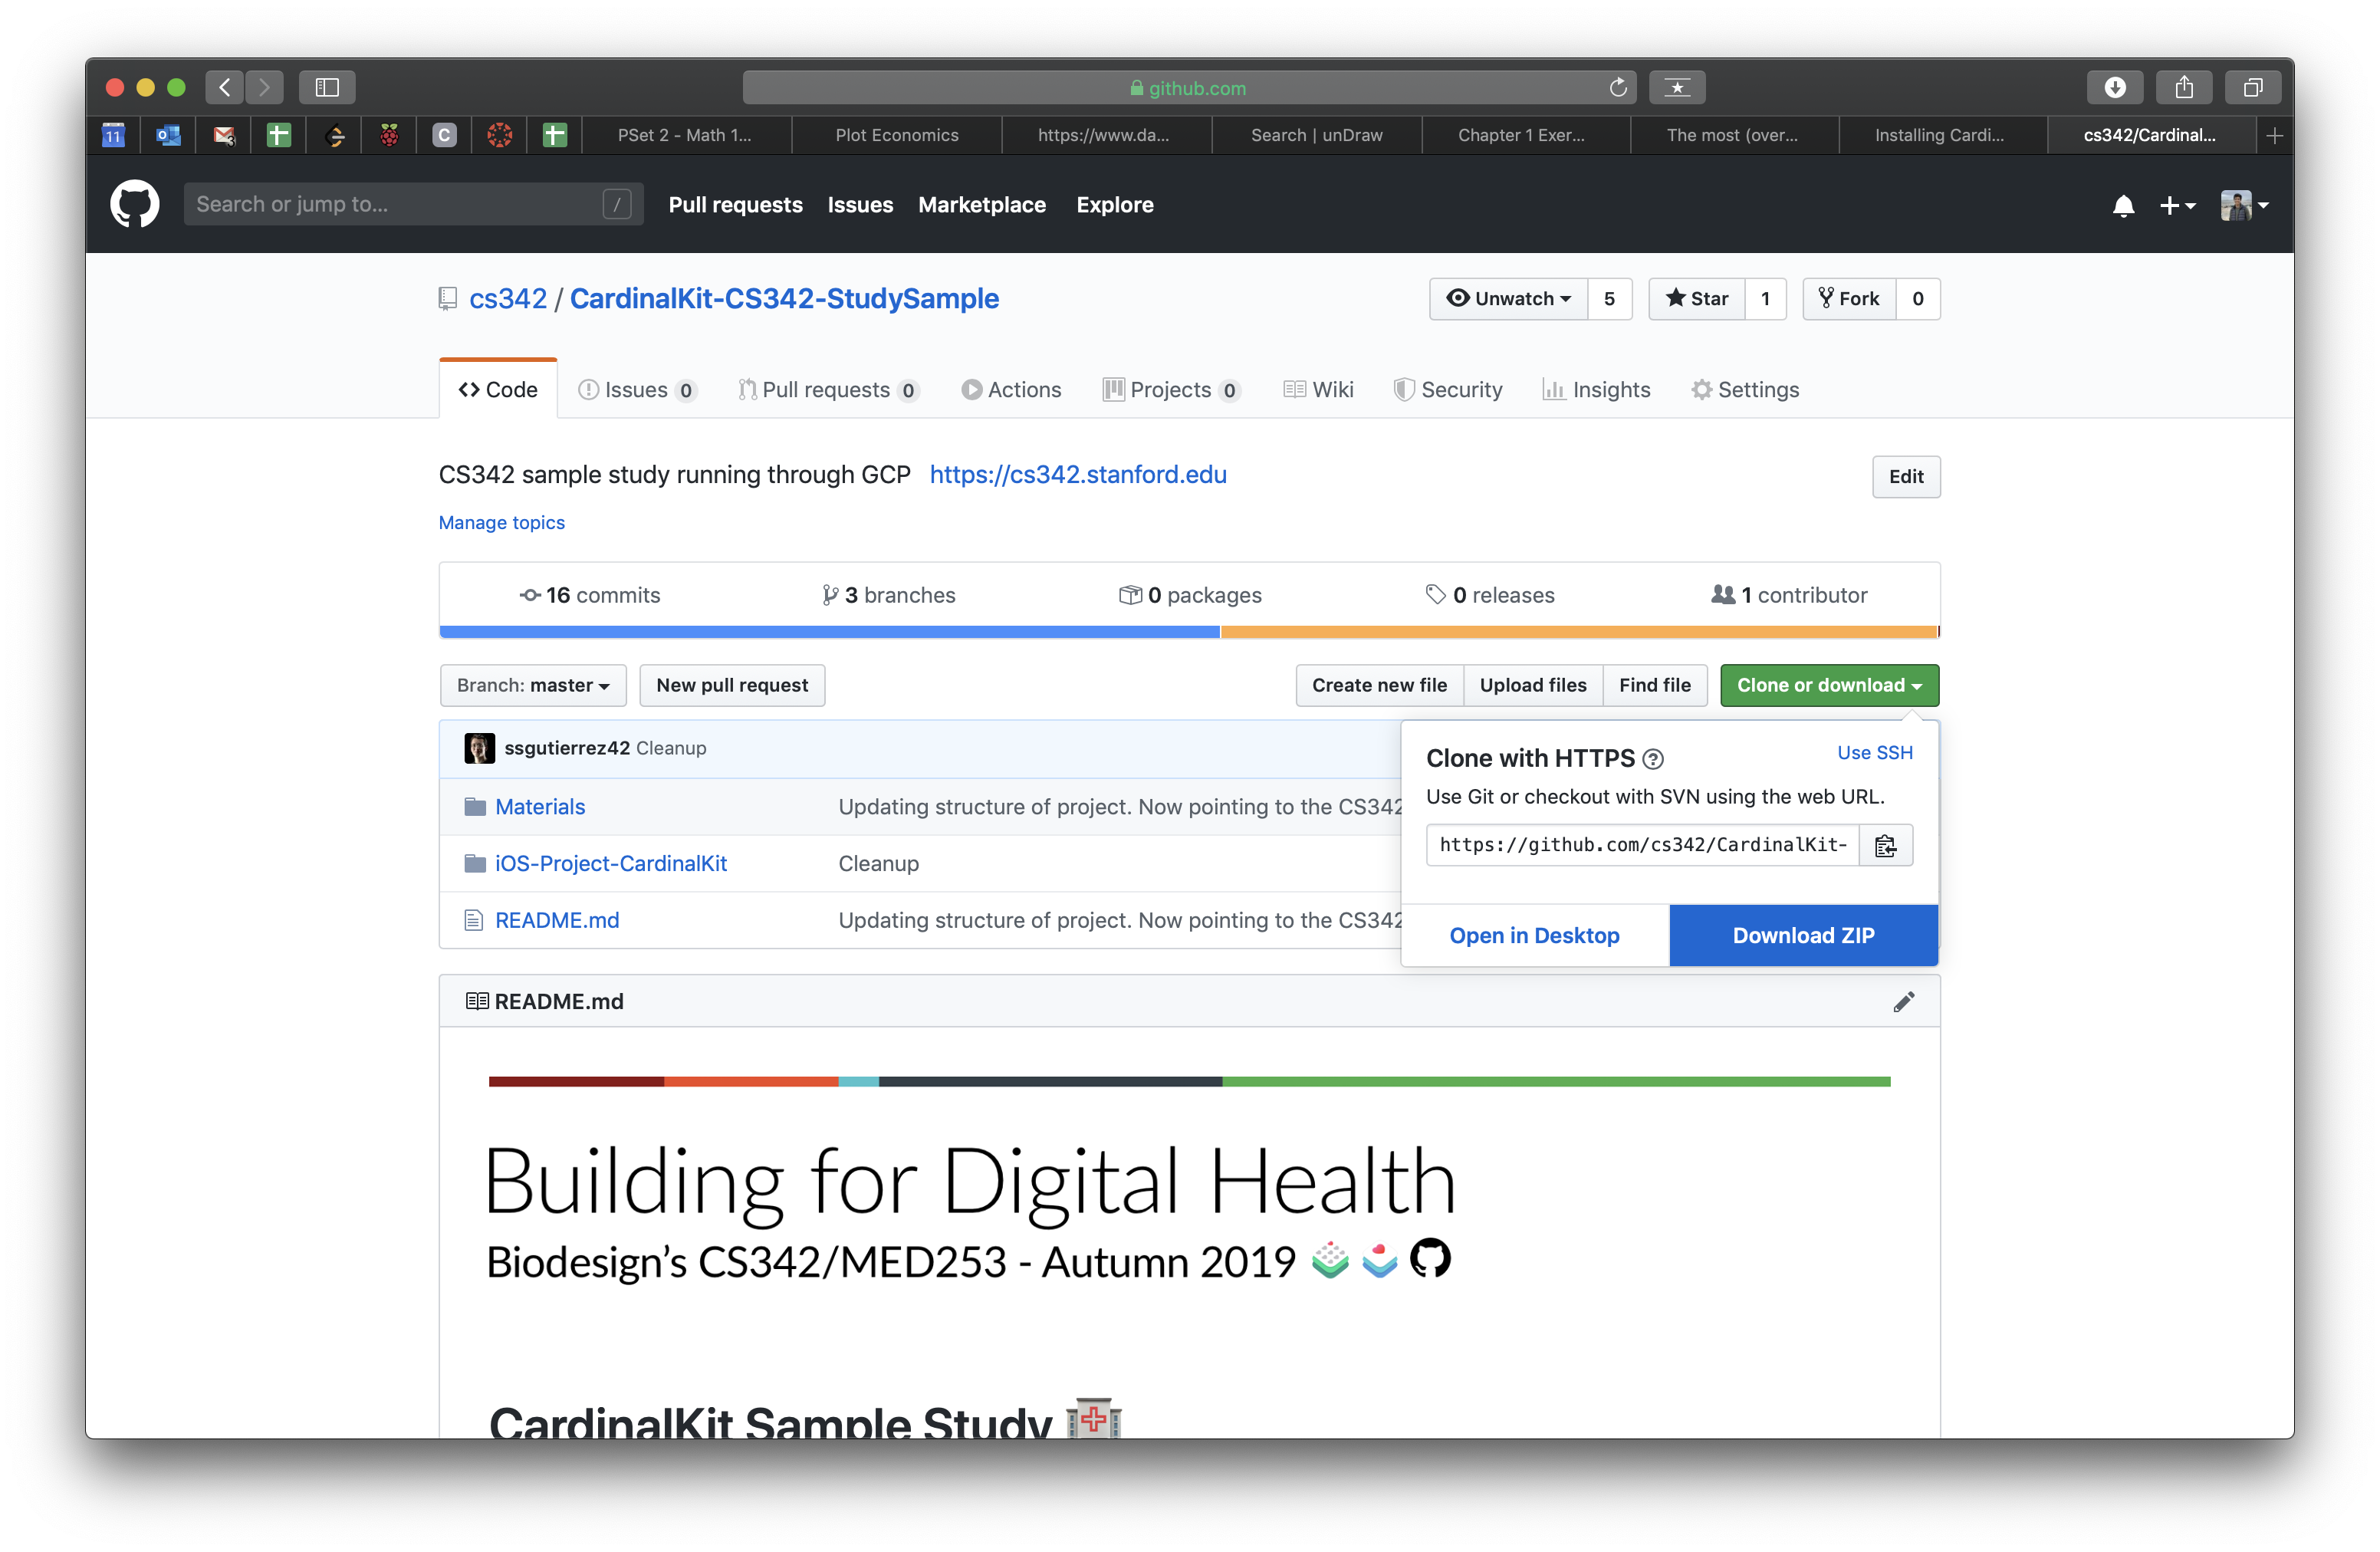 github.com
11
3
C
PSet 2 - Math 1...
Plot Economics
https://www.da...
Search | unDraw
Chapter 1 Exer...
The most (over...
Installing Cardi...
cs342/Cardinal...
Search or jump to... /
Pull requests Issues Marketplace Explore
cs342 / CardinalKit-CS342-StudySample
Unwatch 5 Star 1 Fork 0
Code Issues 0 Pull requests 0 Actions Projects 0 Wiki Security Insights Settings
CS342 sample study running through GCP https://cs342.stanford.edu
Edit
Manage topics
16 commits 3 branches 0 packages 0 releases 1 contributor
Branch: master New pull request Create new file Upload files Find file Clone or download
ssgutierrez42 Cleanup
Materials Updating structure of project. Now pointing to the CS342
iOS-Project-CardinalKit Cleanup
README.md Updating structure of project. Now pointing to the CS342
Clone with HTTPS ? Use SSH
Use Git or checkout with SVN using the web URL.
https://github.com/cs342/CardinalKit-
Open in Desktop Download ZIP
README.md
Building for Digital Health
Biodesign’s CS342/MED253 - Autumn 2019
CardinalKit Sample Study